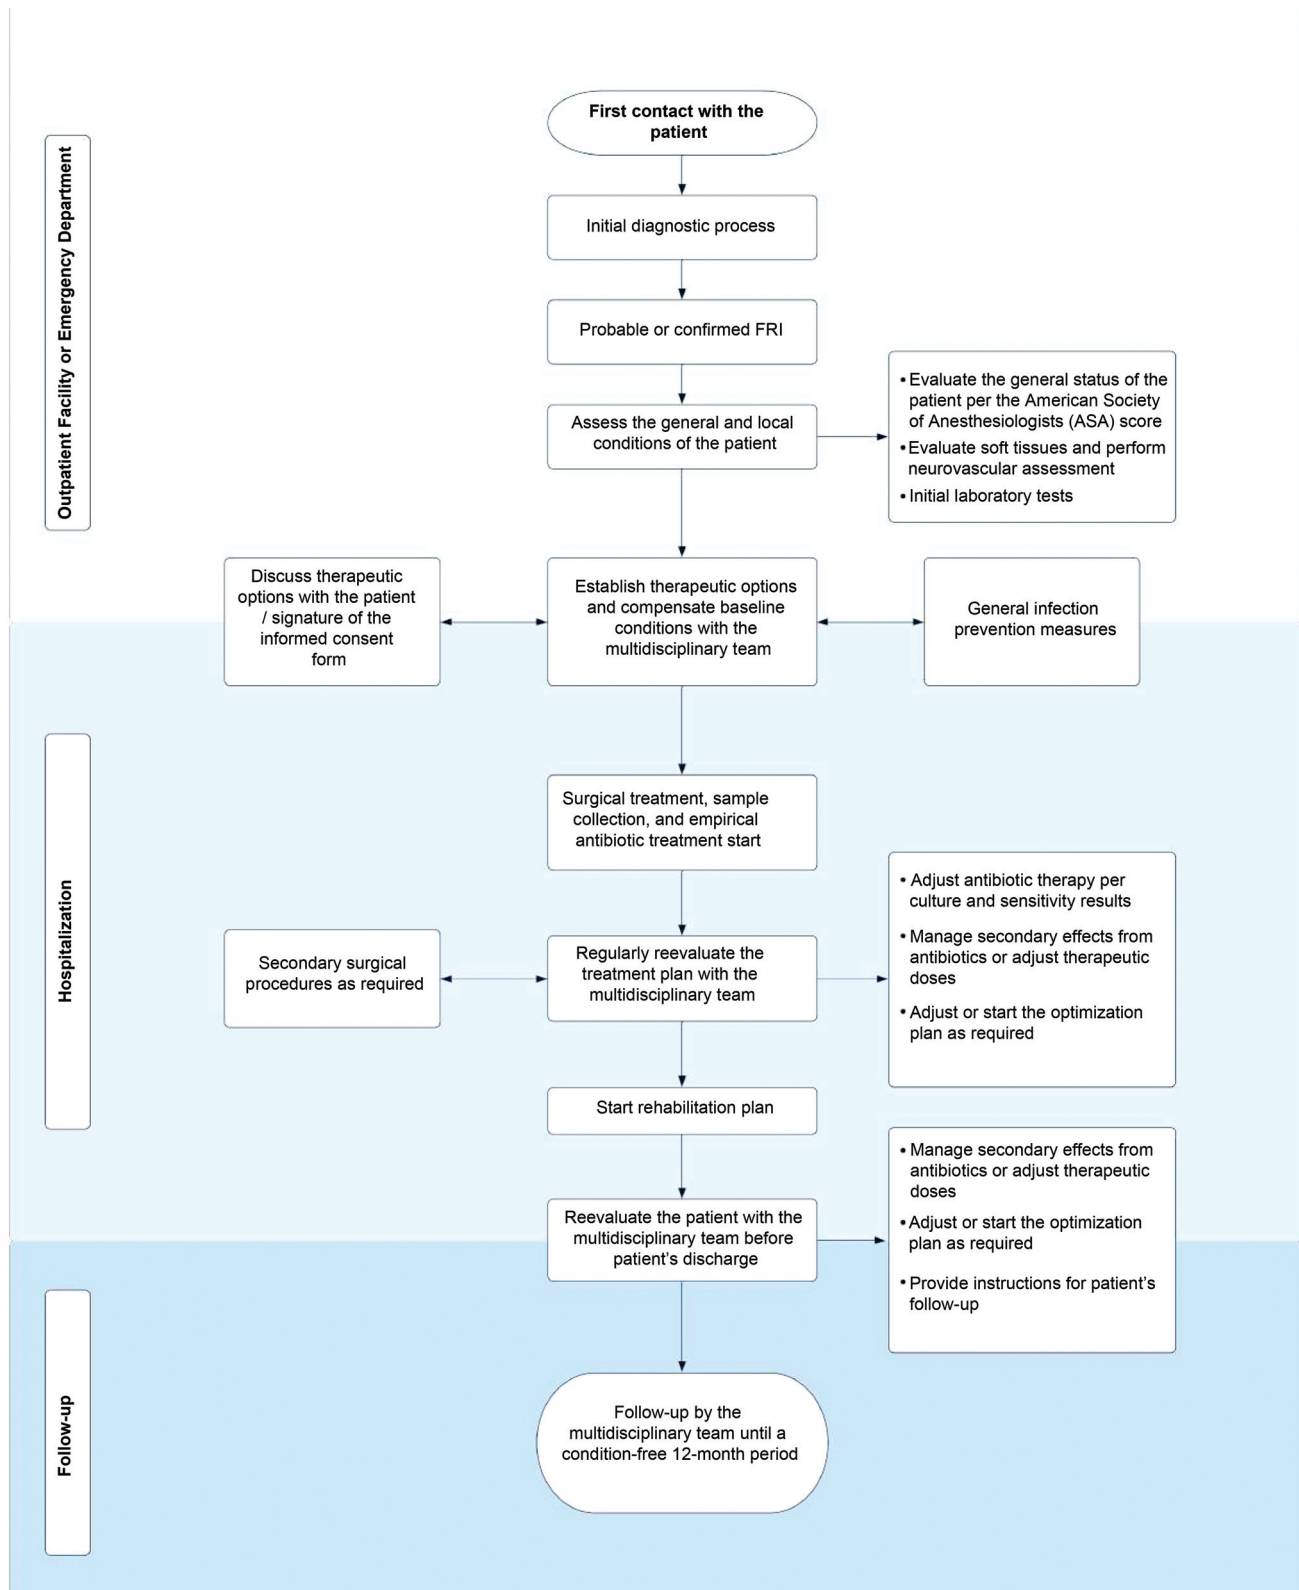 First contact with the
patient
Outpatient Facility or Emergency Department
Initial diagnostic process
Probable or confirmed FRI
Assess the general and local
conditions of the patient
• Evaluate the general status of the
patient per the American Society
of Anesthesiologists (ASA) score
• Evaluate soft tissues and perform
neurovascular assessment
• Initial laboratory tests
Discuss therapeutic
options with the patient
/ signature of the
informed consent
form
Establish therapeutic options
and compensate baseline
conditions with the
multidisciplinary team
General infection
prevention measures
Hospitalization
Surgical treatment, sample
collection, and empirical
antibiotic treatment start
Secondary surgical
procedures as required
Regularly reevaluate the
treatment plan with the
multidisciplinary team
• Adjust antibiotic therapy per
culture and sensitivity results
• Manage secondary effects from
antibiotics or adjust therapeutic
doses
• Adjust or start the optimization
plan as required
Start rehabilitation plan
Reevaluate the patient with the
multidisciplinary team before
patient’s discharge
• Manage secondary effects from
antibiotics or adjust therapeutic
doses
• Adjust or start the optimization
plan as required
• Provide instructions for patient’s
follow-up
Follow-up
Follow-up by the
multidisciplinary team until a
condition-free 12-month period